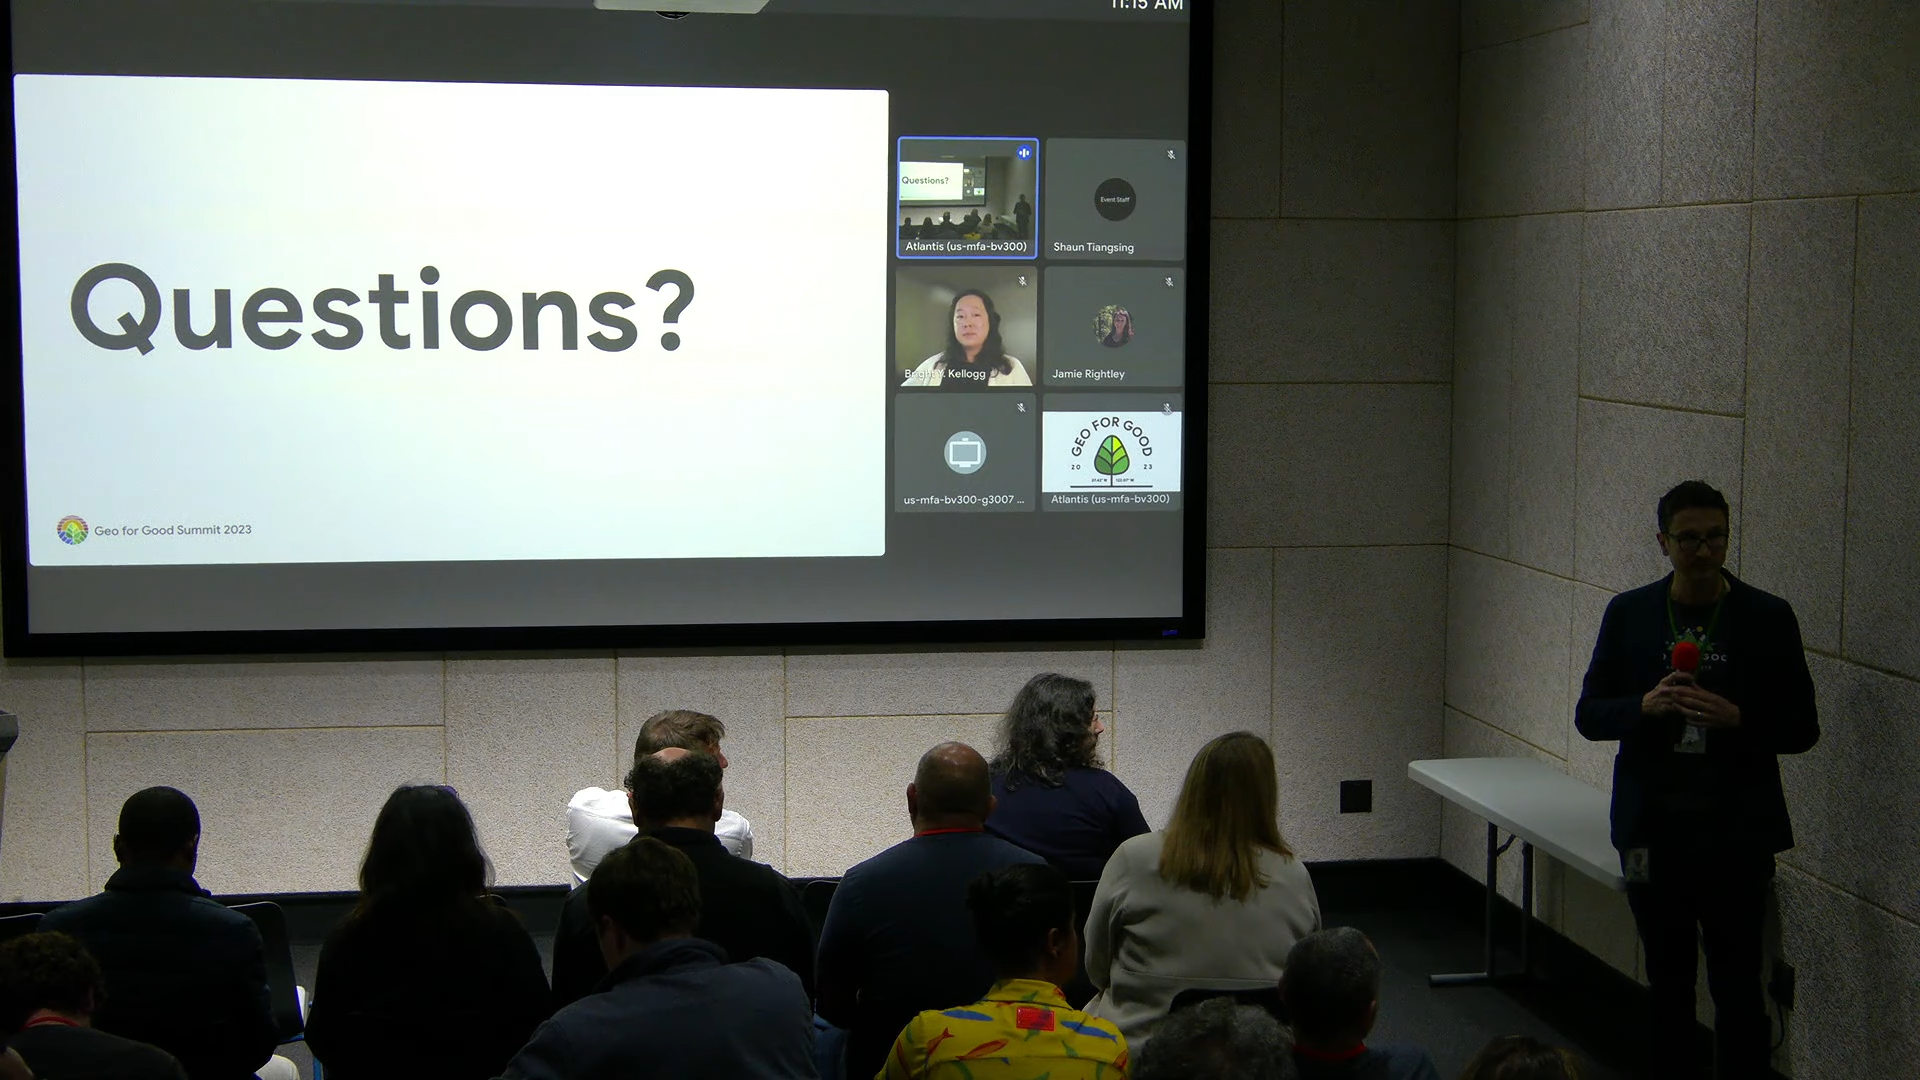 11:15 AM
Questions?
Geo for Good Summit 2023
Questions?
Atlantis (us-mfa-bv300)
Event Staff
Shaun Tiangsing
Bright Y. Kellogg
Jamie Rightley
us-mfa-bv300-g3007 ...
GEO FOR GOOD
20 23
Atlantis (us-mfa-bv300)